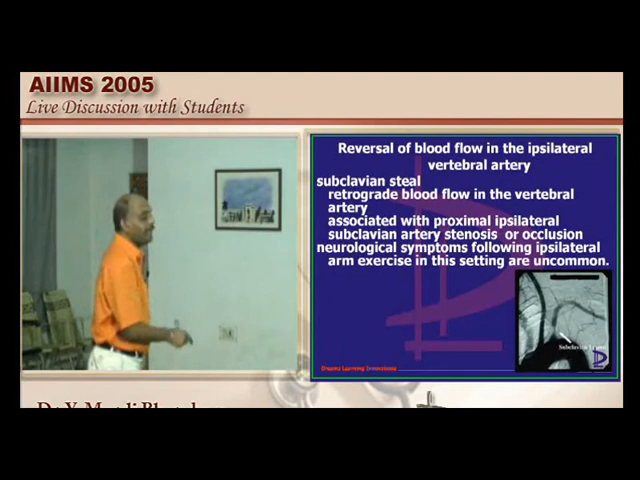 AIIMS 2005
Live Discussion with Students
Reversal of blood flow in the ipsilateral
vertebral artery
subclavian steal
retrograde blood flow in the vertebral
artery
associated with proximal ipsilateral
subclavian artery stenosis or occlusion
neurological symptoms following ipsilateral
arm exercise in this setting are uncommon.